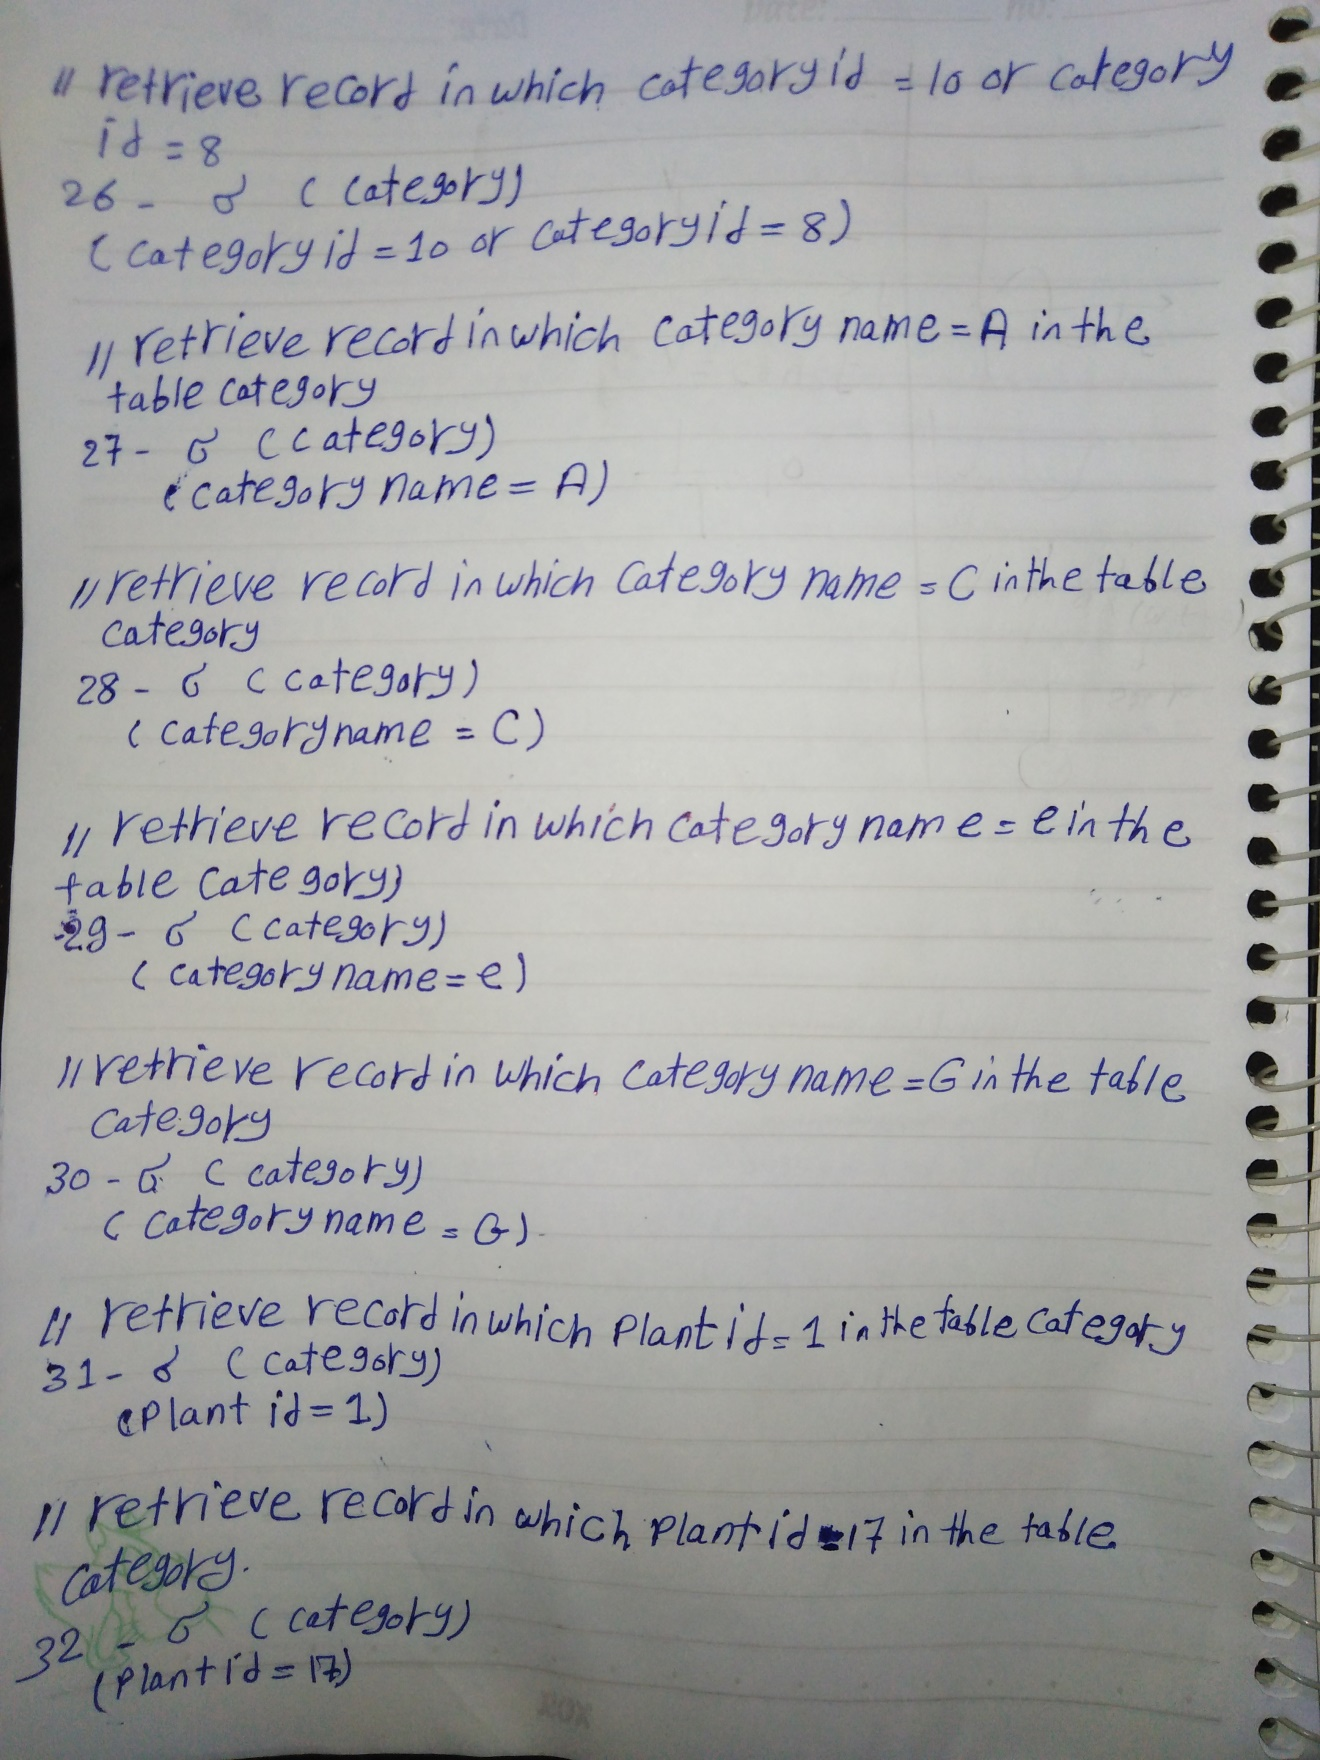 // retrieve record in which category id = 10 or category
id = 8
26 - σ ( category)
( category id = 10 or category id = 8)
// retrieve record in which category name = A in the
table category
27 - σ (category)
(category name = A)
// retrieve record in which category name = C in the table
category
28 - σ (category)
( category name = C)
// retrieve record in which category name = e in the
table category)
29 - σ (category)
( category name = e)
// retrieve record in which category name = G in the table
category
30 - σ ( category)
( category name = G)
// retrieve record in which Plant id = 1 in the table category
31 - σ (category)
(Plant id = 1)
// retrieve record in which Plant id = 17 in the table
category.
32 - σ (category)
(Plant id = 17)